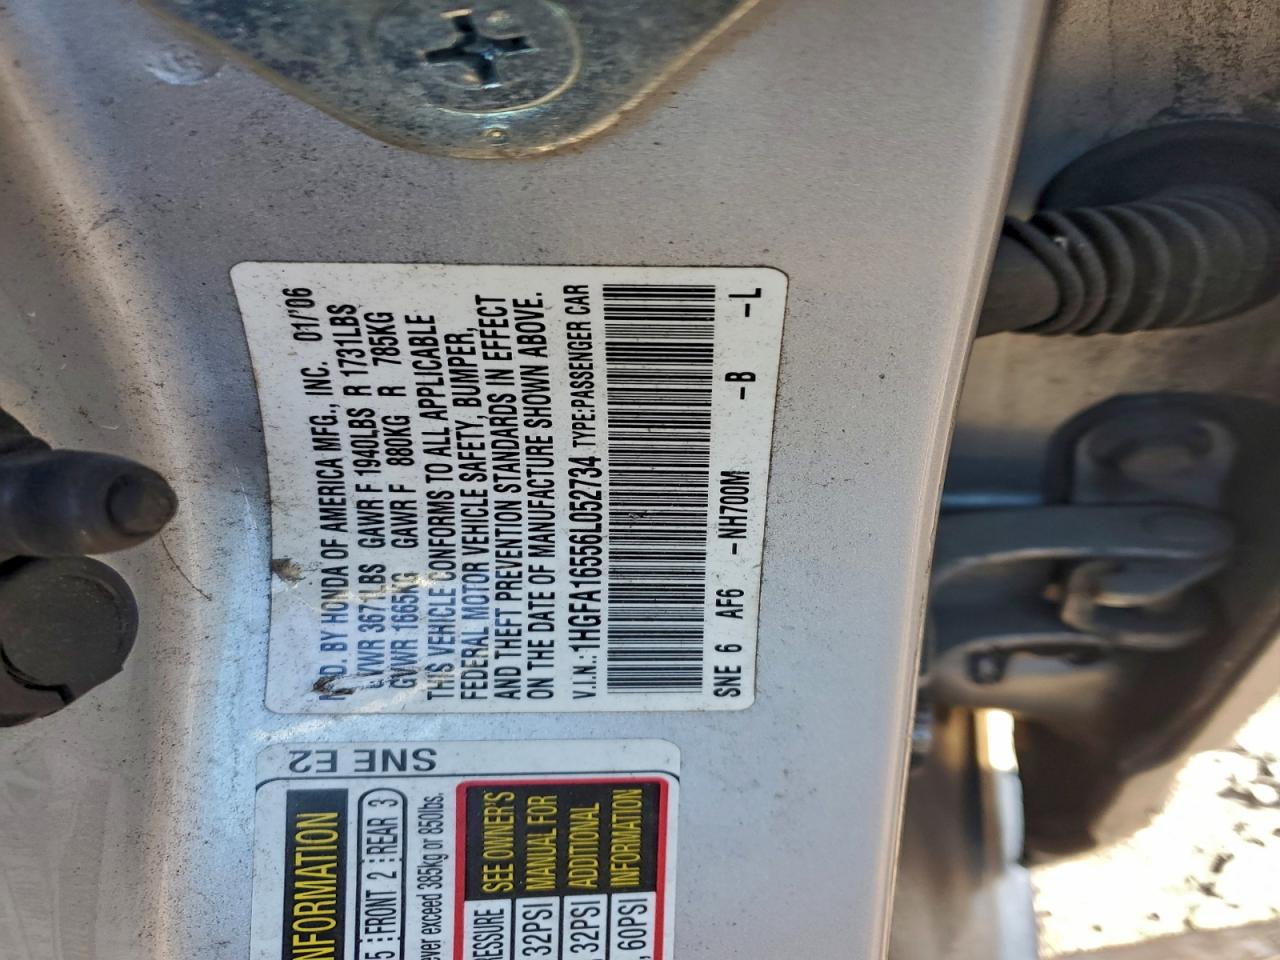 MFD. BY HONDA OF AMERICA MFG., INC. 01/'06
GVWR 3671LBS GAWR F 1940LBS R 1731LBS
GVWR 1665KG GAWR F 880KG R 785KG
THIS VEHICLE CONFORMS TO ALL APPLICABLE
FEDERAL MOTOR VEHICLE SAFETY, BUMPER,
AND THEFT PREVENTION STANDARDS IN EFFECT
ON THE DATE OF MANUFACTURE SHOWN ABOVE.
V.I.N.:1HGFA16556L052734 TYPE:PASSENGER CAR
SNE 6 AF6 -NH700M -B -L
SNE E2
NFORMATION
5 FRONT 2 REAR 3
ever exceed 385kg or 850lbs.
ESSURE SEE OWNER'S
, 32PSI MANUAL FOR
, 32PSI ADDITIONAL
, 60PSI INFORMATION